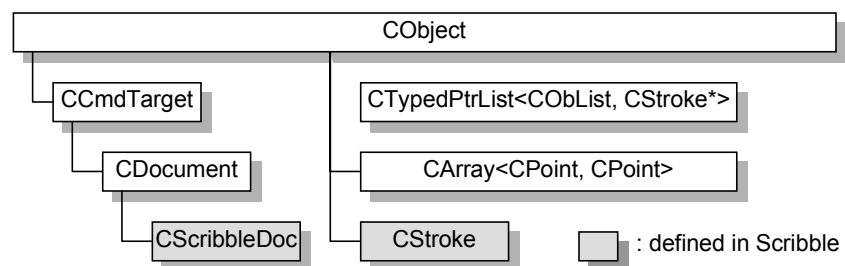 CObject
CCmdTarget
CTypedPtrList<CObList, CStroke*>
CDocument
CArray<CPoint, CPoint>
CScribbleDoc
CStroke
: defined in Scribble